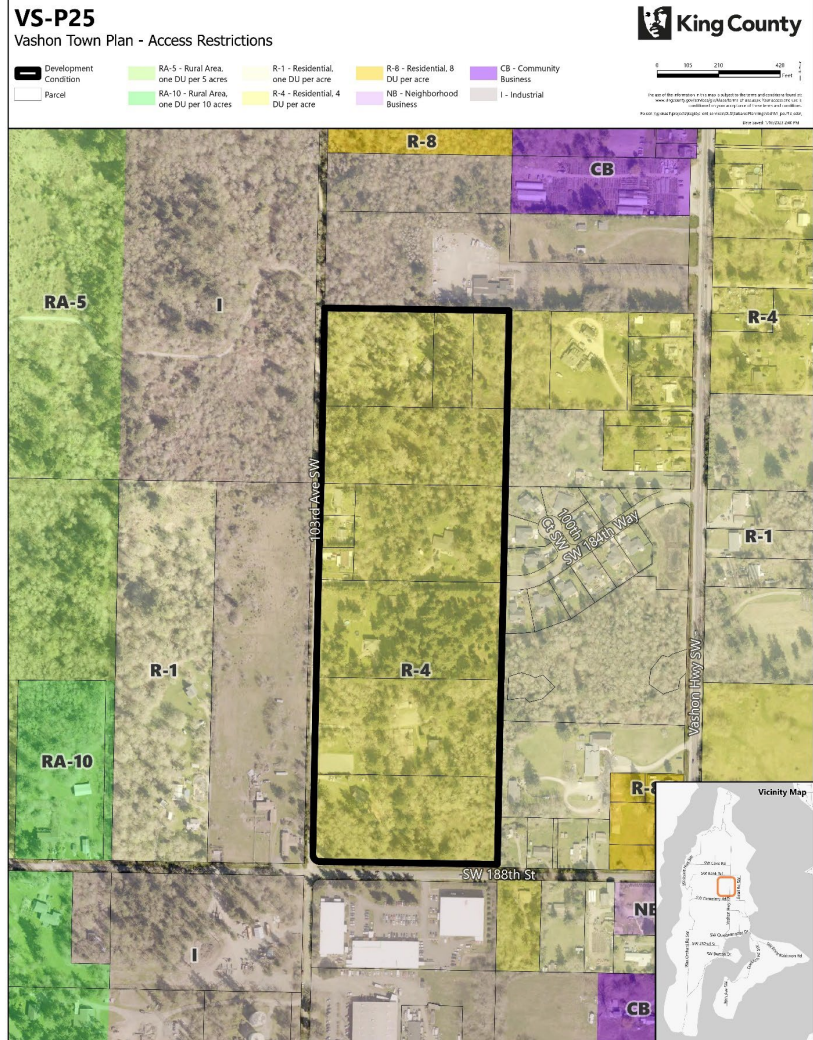 VS-P25
Vashon Town Plan - Access Restrictions
King County
Development
Condition
Parcel
RA-5 - Rural Area,
one DU per 5 acres
RA-10 - Rural Area,
one DU per 10 acres
R-1 - Residential,
one DU per acre
R-4 - Residential, 4
DU per acre
R-8 - Residential, 8
DU per acre
NB - Neighborhood
Business
CB - Community
Business
I - Industrial
0 105 210 420
Feet
R-8
CB
RA-5
I
R-4
103rd Ave SW
100th
Ct SW
SW 184th Way
R-1
R-1
R-4
Vashon Hwy SW
RA-10
R-8
SW 188th St
I
NB
CB
Vicinity Map